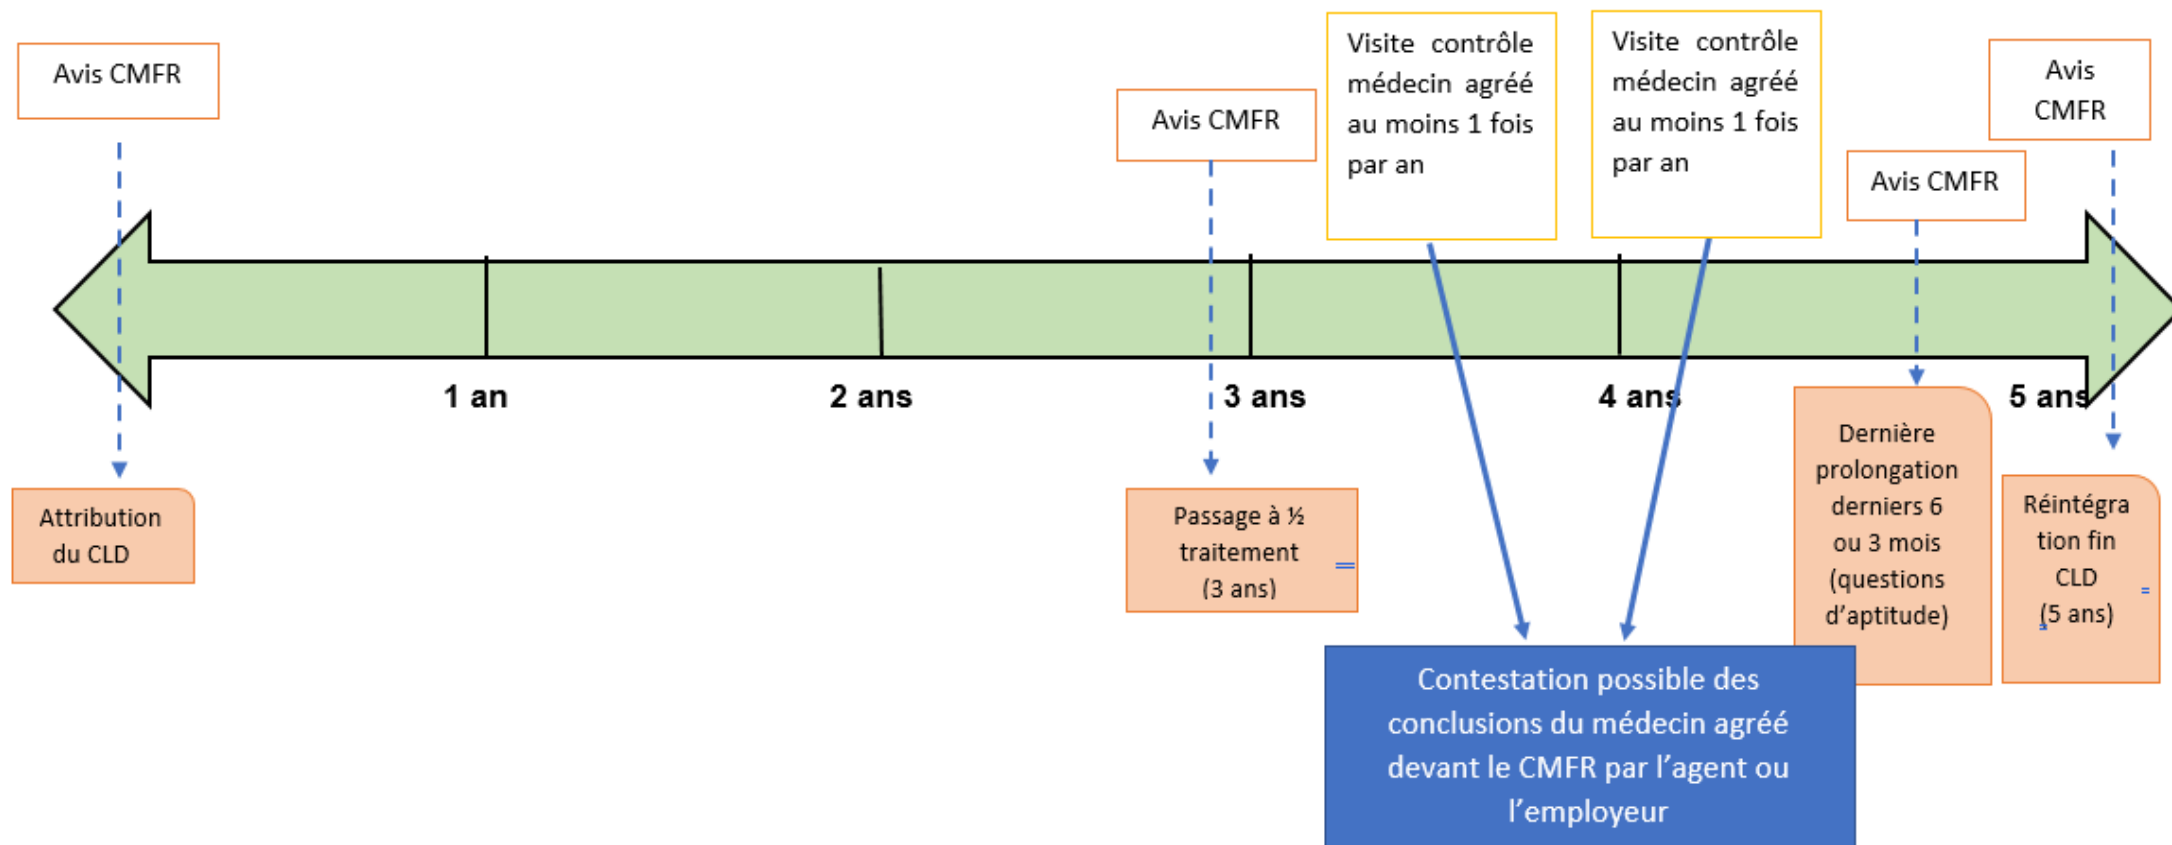 Avis CMFR
Avis CMFR
Visite contrôle
médecin agréé
au moins 1 fois
par an
Visite contrôle
médecin agréé
au moins 1 fois
par an
Avis CMFR
Avis
CMFR
1 an
2 ans
3 ans
4 ans
5 ans
Attribution
du CLD
Passage à ½
traitement
(3 ans)
Dernière
prolongation
derniers 6
ou 3 mois
(questions
d’aptitude)
Réintégra
tion fin
CLD
(5 ans)
Contestation possible des
conclusions du médecin agréé
devant le CMFR par l’agent ou
l’employeur